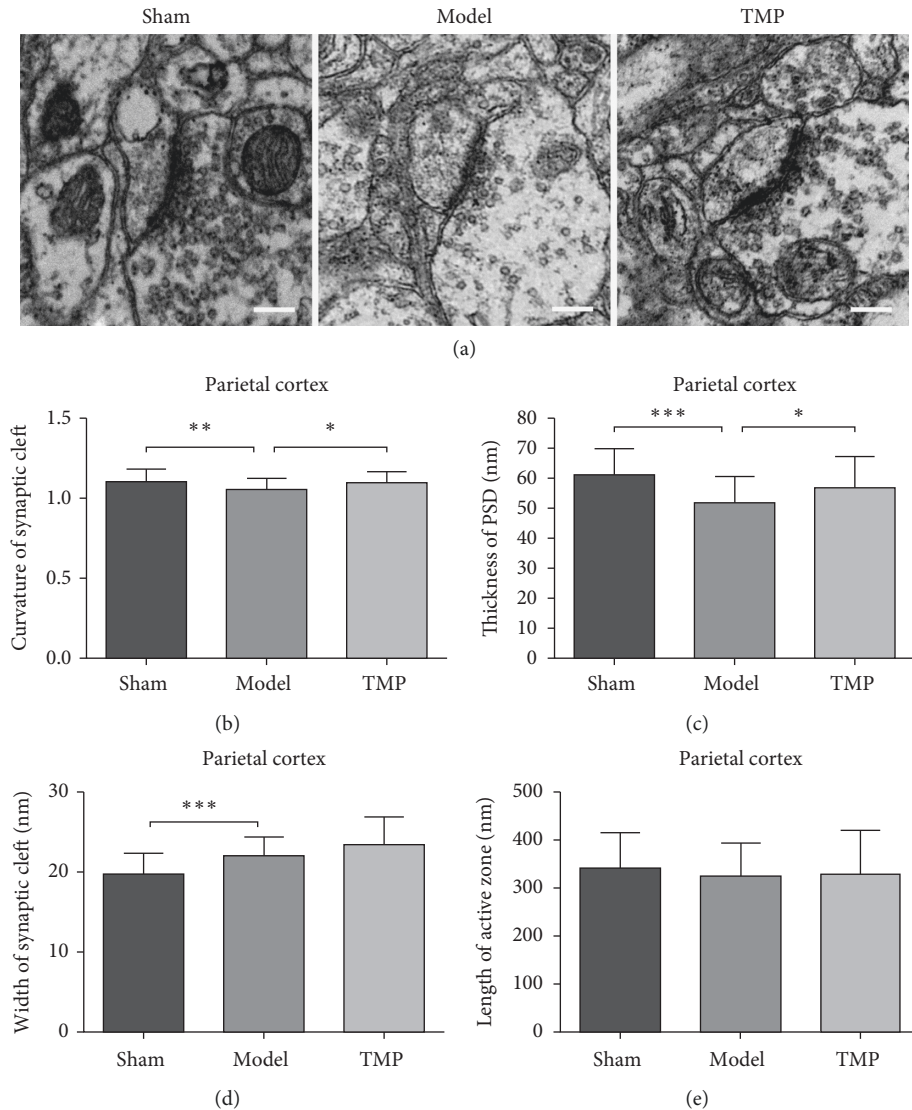 Sham Model TMP
(a)
Parietal cortex
Curvature of synaptic cleft
1.5
1.0
0.5
0.0
** *
Sham Model TMP
(b)
Parietal cortex
Thickness of PSD (nm)
80
70
60
50
40
30
20
10
0
*** *
Sham Model TMP
(c)
Parietal cortex
Width of synaptic cleft (nm)
30
20
10
0
***
Sham Model TMP
(d)
Parietal cortex
Length of active zone (nm)
500
400
300
200
100
0
Sham Model TMP
(e)